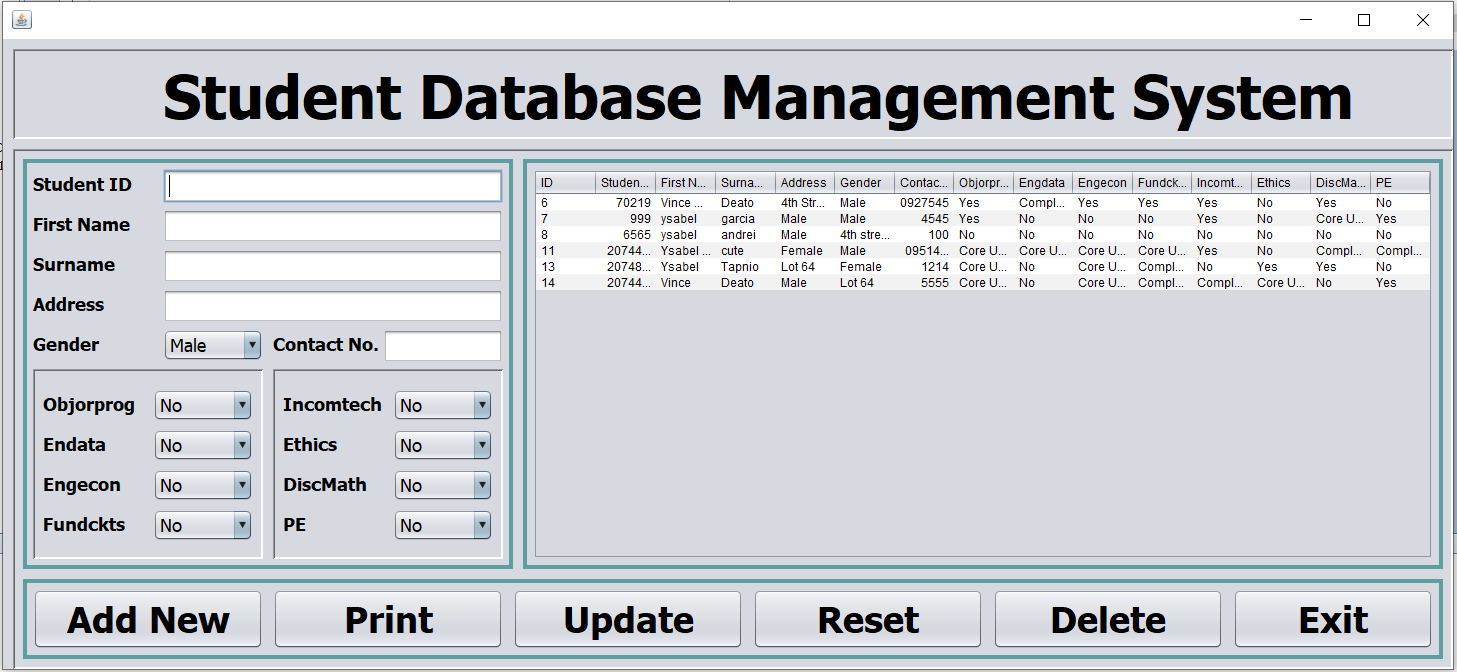 Student Database Management System
Student ID
First Name
Surname
Address
Gender Male Contact No.
Objorprog No Incomtech No
Endata No Ethics No
Engecon No DiscMath No
Fundckts No PE No
ID Studen... First N... Surna... Address Gender Contac... Objorpr... Engdata Engecon Fundck... Incomt... Ethics DiscMa... PE
6 70219 Vince ... Deato 4th Str... Male 0927545 Yes Compl... Yes Yes Yes No Yes No
7 999 ysabel garcia Male Male 4545 Yes No No No Yes No Core U... Yes
8 6565 ysabel andrei Male 4th stre... 100 No No No No No No No No
11 20744... Ysabel ... cute Female Male 09514... Core U... Core U... Core U... Core U... Yes No Compl... Compl...
13 20748... Ysabel Tapnio Lot 64 Female 1214 Core U... No Core U... Compl... No Yes Yes No
14 20744... Vince Deato Male Lot 64 5555 Core U... No Core U... Compl... Compl... Core U... No Yes
Add New Print Update Reset Delete Exit